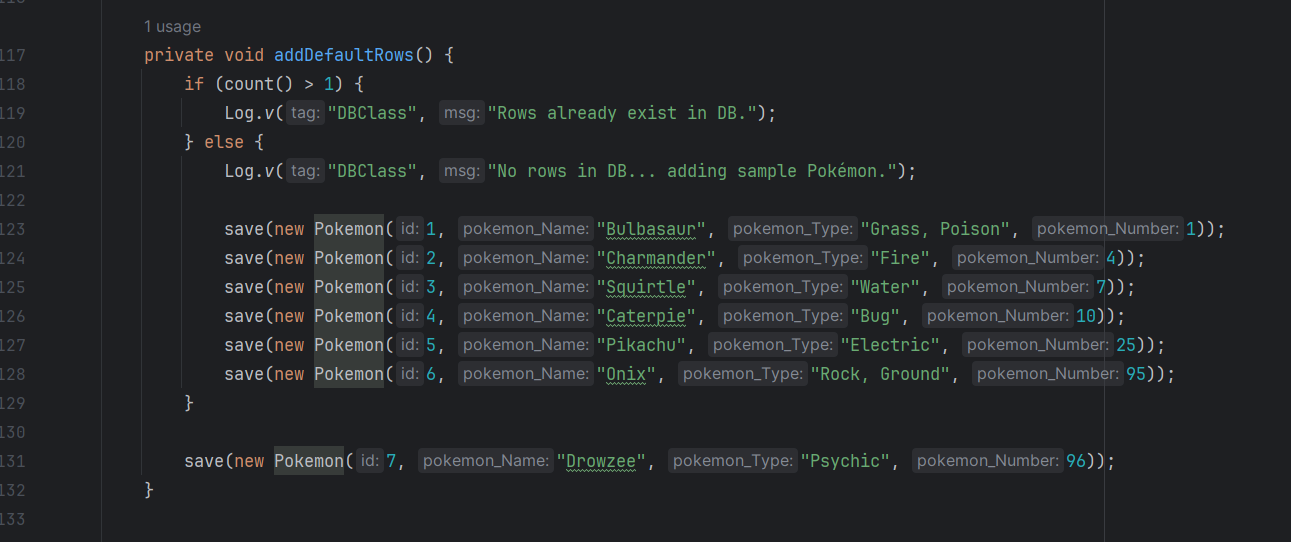 1 usage
117 private void addDefaultRows() {
118 if (count() > 1) {
119 Log.v( tag: "DBClass", msg: "Rows already exist in DB.");
120 } else {
121 Log.v( tag: "DBClass", msg: "No rows in DB... adding sample Pokémon.");
122
123 save(new Pokemon( id: 1, pokemon_Name: "Bulbasaur", pokemon_Type: "Grass, Poison", pokemon_Number: 1));
124 save(new Pokemon( id: 2, pokemon_Name: "Charmander", pokemon_Type: "Fire", pokemon_Number: 4));
125 save(new Pokemon( id: 3, pokemon_Name: "Squirtle", pokemon_Type: "Water", pokemon_Number: 7));
126 save(new Pokemon( id: 4, pokemon_Name: "Caterpie", pokemon_Type: "Bug", pokemon_Number: 10));
127 save(new Pokemon( id: 5, pokemon_Name: "Pikachu", pokemon_Type: "Electric", pokemon_Number: 25));
128 save(new Pokemon( id: 6, pokemon_Name: "Onix", pokemon_Type: "Rock, Ground", pokemon_Number: 95));
129 }
130
131 save(new Pokemon( id: 7, pokemon_Name: "Drowzee", pokemon_Type: "Psychic", pokemon_Number: 96));
132 }
133